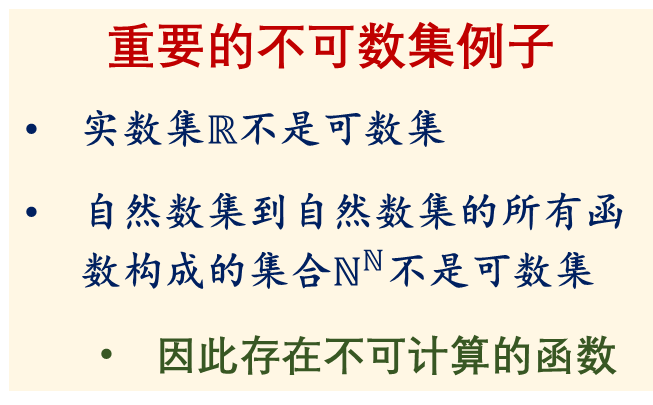 重要的不可数集例子
• 实数集ℝ不是可数集
• 自然数集到自然数集的所有函
数构成的集合ℕ^ℕ不是可数集
• 因此存在不可计算的函数